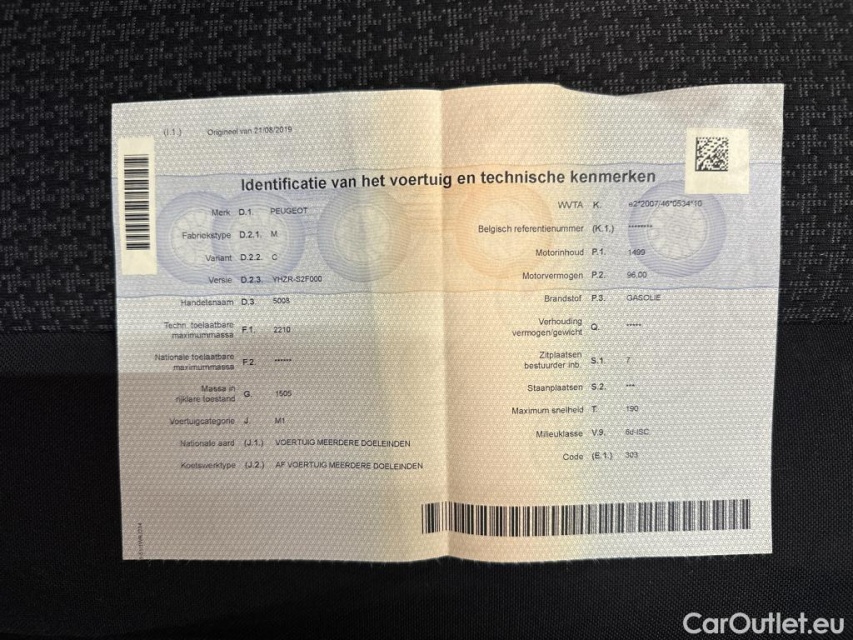 (I.1.) Origineel van 21/08/2019
Identificatie van het voertuig en technische kenmerken
Merk D.1. PEUGEOT
Fabriekstype D.2.1. M
Variant D.2.2. C
Versie D.2.3. YHZR-S2F000
Handelsnaam D.3. 5008
Techn. toelaatbare
maximummassa F.1. 2210
Nationale toelaatbare
maximummassa F.2. ******
Massa in
rijklare toestand G. 1505
Voertuigcategorie J. M1
Nationale aard (J.1.) VOERTUIG MEERDERE DOELEINDEN
Koetswerktype (J.2.) AF VOERTUIG MEERDERE DOELEINDEN
WVTA K. e2*2007/46*0534*10
Belgisch referentienummer (K.1.) ********
Motorinhoud P.1. 1499
Motorvermogen P.2. 96.00
Brandstof P.3. GASOLIE
Verhouding
vermogen/gewicht Q. *****
Zitplaatsen
bestuurder inb. S.1. 7
Staanplaatsen S.2. ***
Maximum snelheid T. 190
Milieuklasse V.9. 6d-ISC
Code (E.1.) 303
CarOutlet.eu